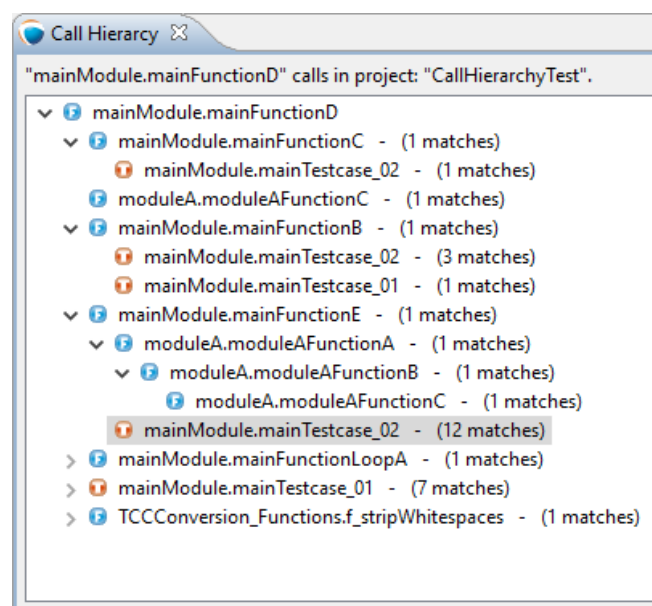 Call Hierarcy
"mainModule.mainFunctionD" calls in project: "CallHierarchyTest".
mainModule.mainFunctionD
mainModule.mainFunctionC - (1 matches)
mainModule.mainTestcase_02 - (1 matches)
moduleA.moduleAFunctionC - (1 matches)
mainModule.mainFunctionB - (1 matches)
mainModule.mainTestcase_02 - (3 matches)
mainModule.mainTestcase_01 - (1 matches)
mainModule.mainFunctionE - (1 matches)
moduleA.moduleAFunctionA - (1 matches)
moduleA.moduleAFunctionB - (1 matches)
moduleA.moduleAFunctionC - (1 matches)
mainModule.mainTestcase_02 - (12 matches)
mainModule.mainFunctionLoopA - (1 matches)
mainModule.mainTestcase_01 - (7 matches)
TCCConversion_Functions.f_stripWhitespaces - (1 matches)